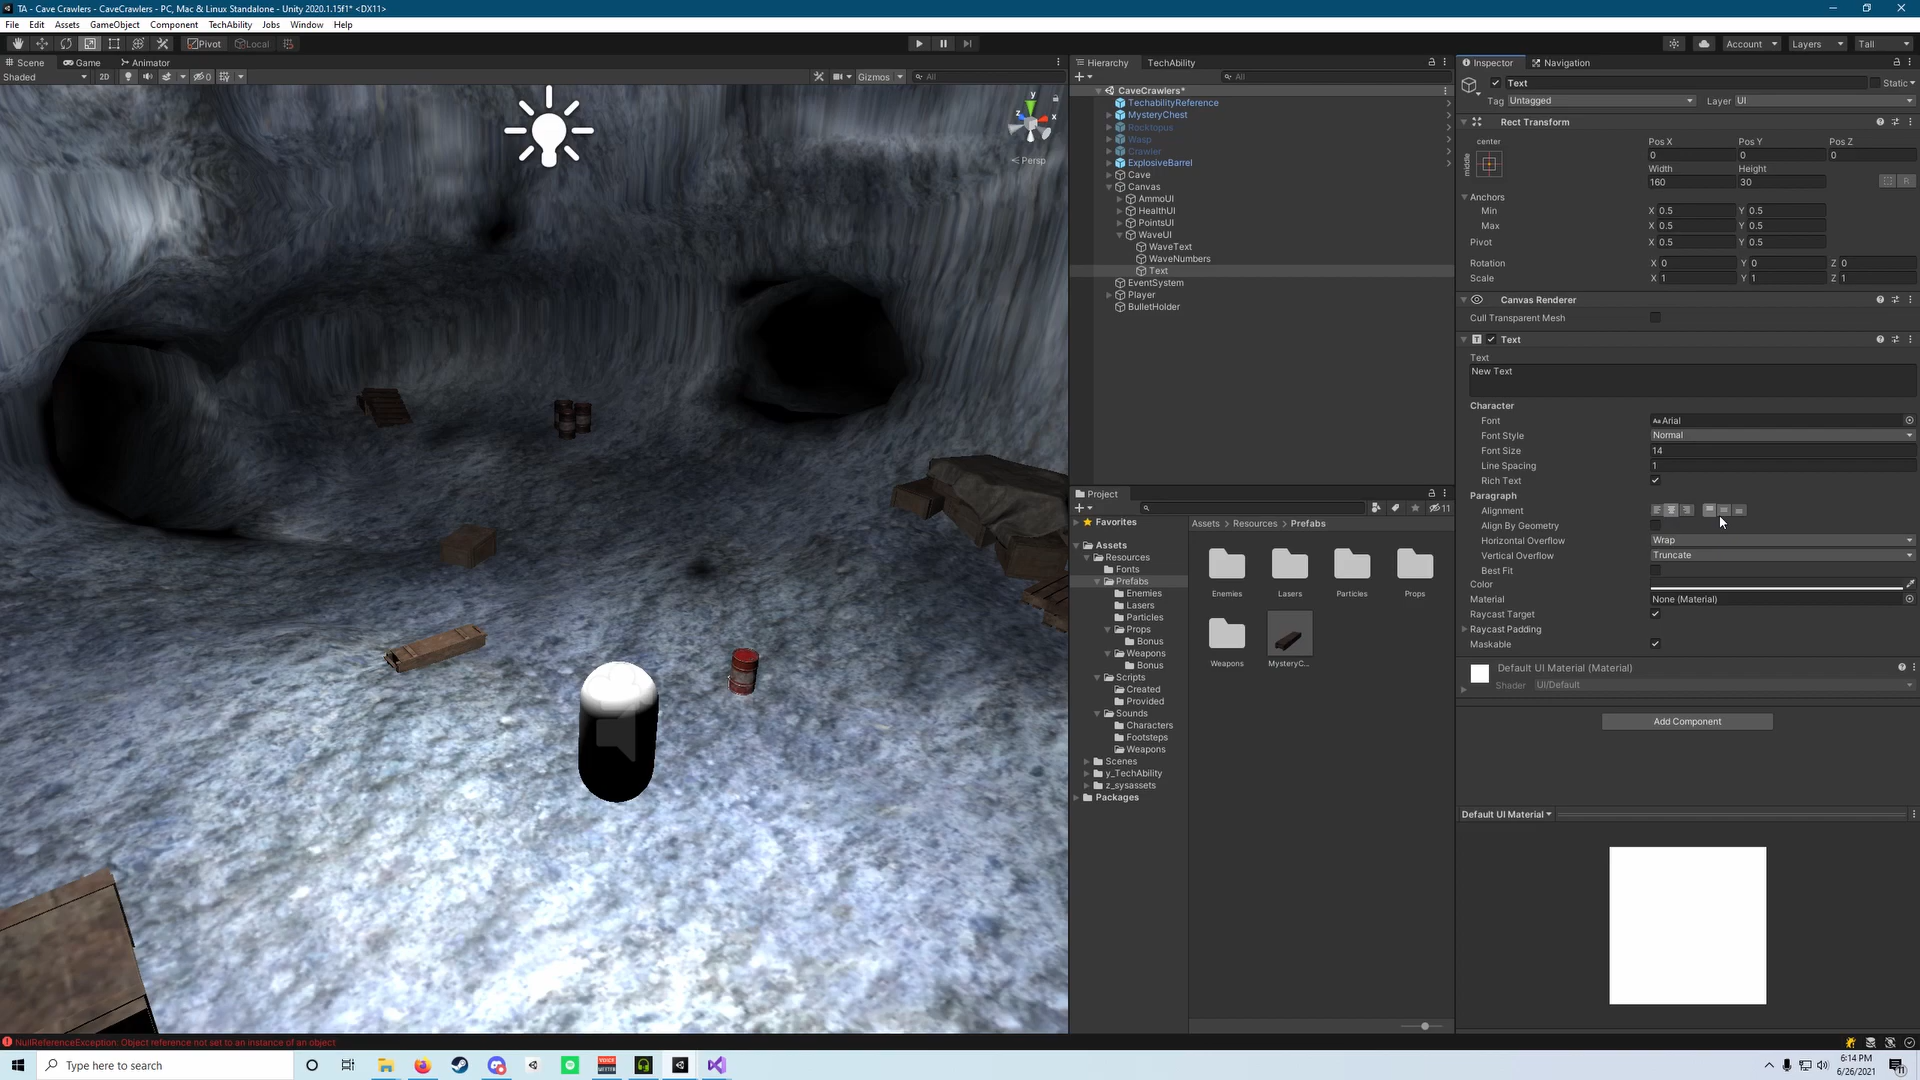 TA - Cave Crawlers - CaveCrawlers - PC, Mac & Linux Standalone - Unity 2020.1.15f1* <DX11>
File Edit Assets GameObject Component TechAbility Jobs Window Help
Pivot Local Account Layers Tall
Scene Game Animator
Shaded 2D 0 Gizmos All
y
z x
Persp
Hierarchy TechAbility
All
CaveCrawlers*
TechabilityReference
MysteryChest
Rocktopus
Wasp
Crawler
ExplosiveBarrel
Cave
Canvas
AmmoUI
HealthUI
PointsUI
WaveUI
WaveText
WaveNumbers
Text
EventSystem
Player
BulletHolder
Project
11
Favorites
Assets
Resources
Fonts
Prefabs
Enemies
Lasers
Particles
Props
Bonus
Weapons
Bonus
Scripts
Created
Provided
Sounds
Characters
Footsteps
Weapons
Scenes
y_TechAbility
z_sysassets
Packages
Assets > Resources > Prefabs
Enemies Lasers Particles Props
Weapons MysteryC...
Inspector Navigation
Text Static
Tag Untagged Layer UI
Rect Transform
center
middle
Pos X Pos Y Pos Z
0 0 0
Width Height
160 30
R
Anchors
Min X 0.5 Y 0.5
Max X 0.5 Y 0.5
Pivot X 0.5 Y 0.5
Rotation X 0 Y 0 Z 0
Scale X 1 Y 1 Z 1
Canvas Renderer
Cull Transparent Mesh
Text
Text
New Text
Character
Font Arial
Font Style Normal
Font Size 14
Line Spacing 1
Rich Text
Paragraph
Alignment
Align By Geometry
Horizontal Overflow Wrap
Vertical Overflow Truncate
Best Fit
Color
Material None (Material)
Raycast Target
Raycast Padding
Maskable
Default UI Material (Material)
Shader UI/Default
Add Component
Default UI Material
NullReferenceException: Object reference not set to an instance of an object
Type here to search
6:14 PM
6/26/2021